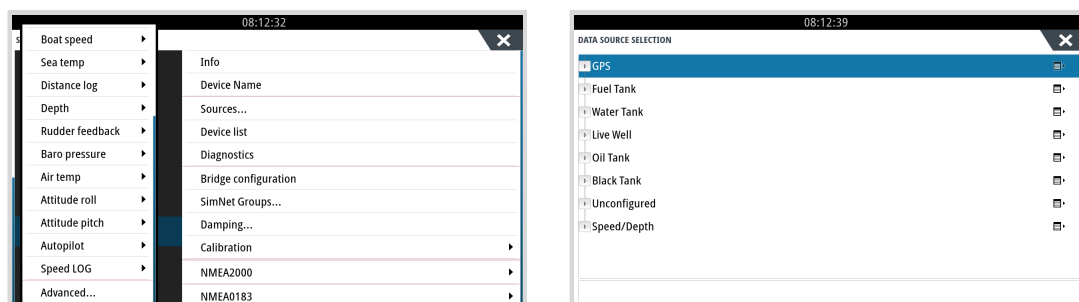 08:12:32
S
Boat speed
Sea temp
Distance log
Depth
Rudder feedback
Baro pressure
Air temp
Attitude roll
Attitude pitch
Autopilot
Speed LOG
Advanced...
Info
Device Name
Sources...
Device list
Diagnostics
Bridge configuration
SimNet Groups...
Damping...
Calibration
NMEA2000
NMEA0183
08:12:39
DATA SOURCE SELECTION
GPS
Fuel Tank
Water Tank
Live Well
Oil Tank
Black Tank
Unconfigured
Speed/Depth